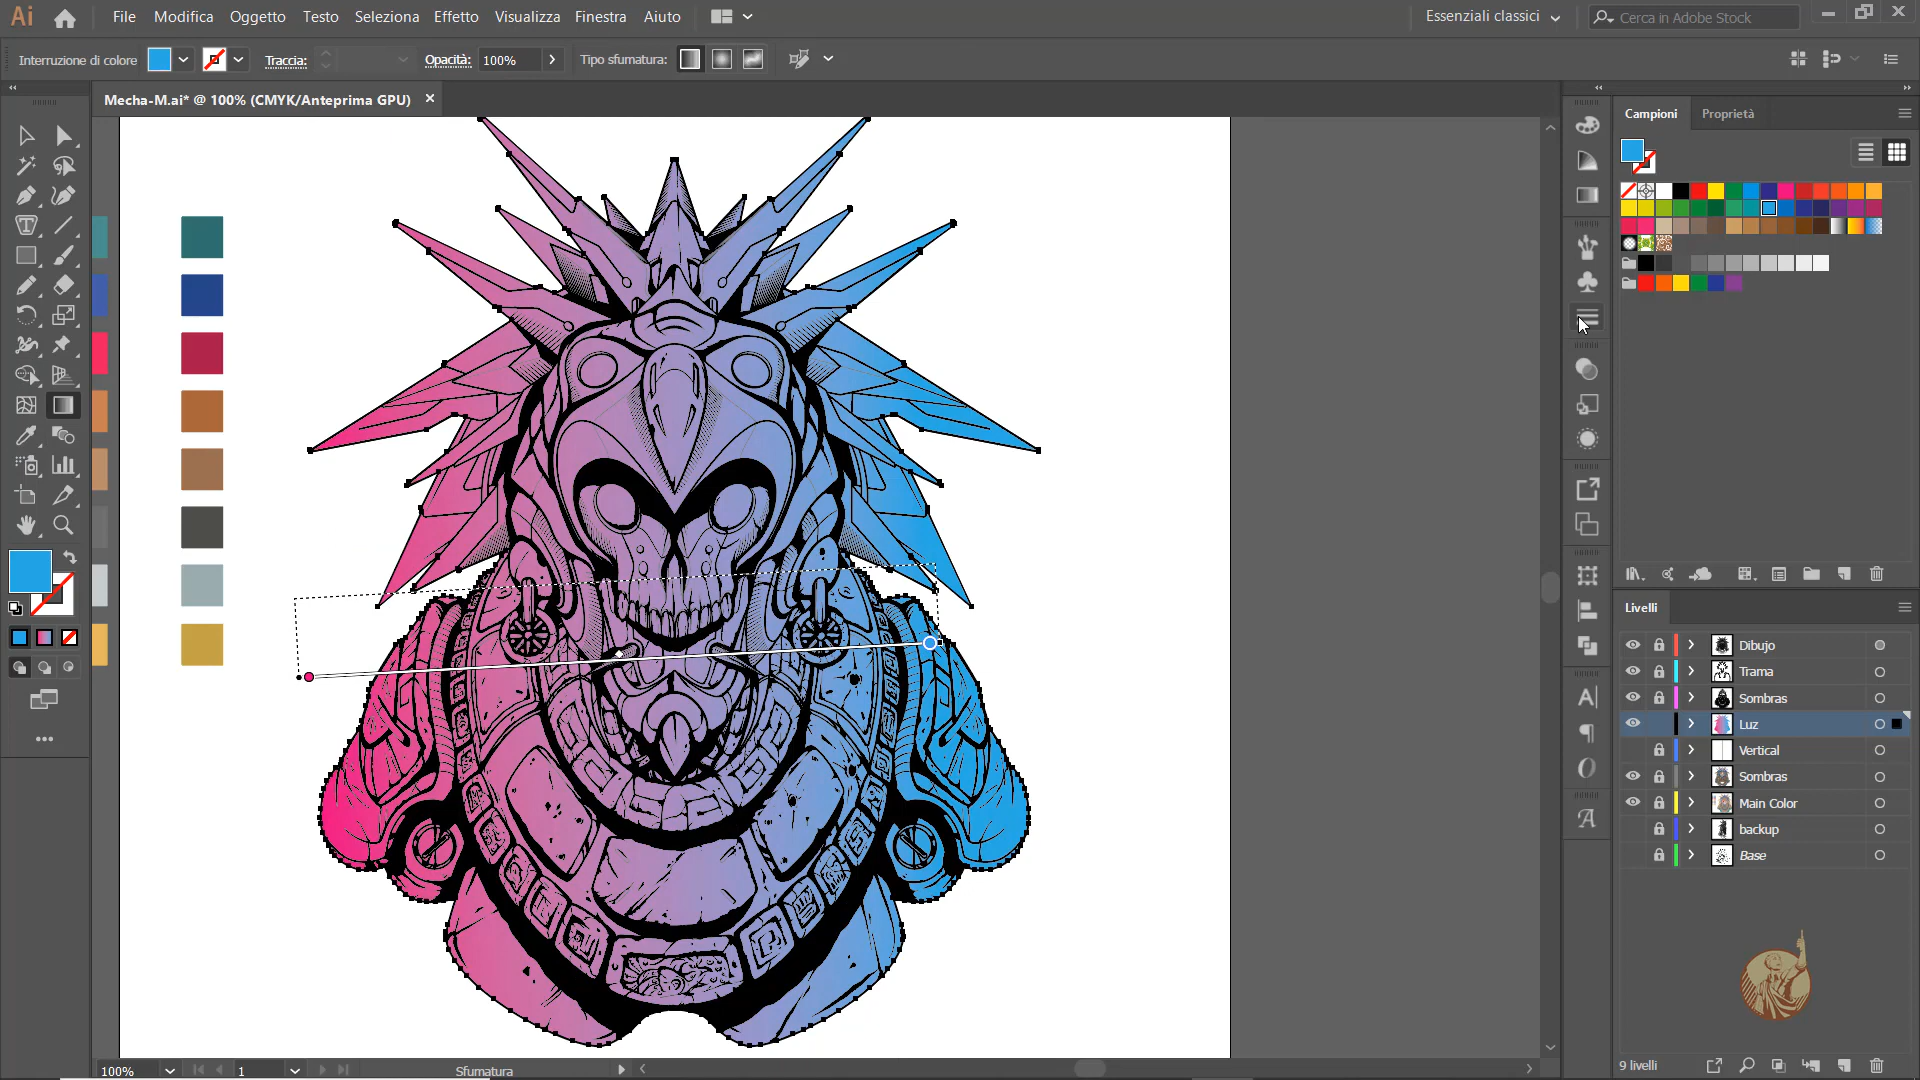 Ai File Modifica Oggetto Testo Seleziona Effetto Visualizza Finestra Aiuto Essenziali classici Cerca in Adobe Stock
Interruzione di colore Traccia: Opacità: 100% Tipo sfumatura:
Mecha-M.ai* @ 100% (CMYK/Anteprima GPU)
Campioni Proprietà
Livelli
Dibujo
Trama
Sombras
Luz
Vertical
Sombras
Main Color
backup
Base
9 livelli
100% 1 Sfumatura